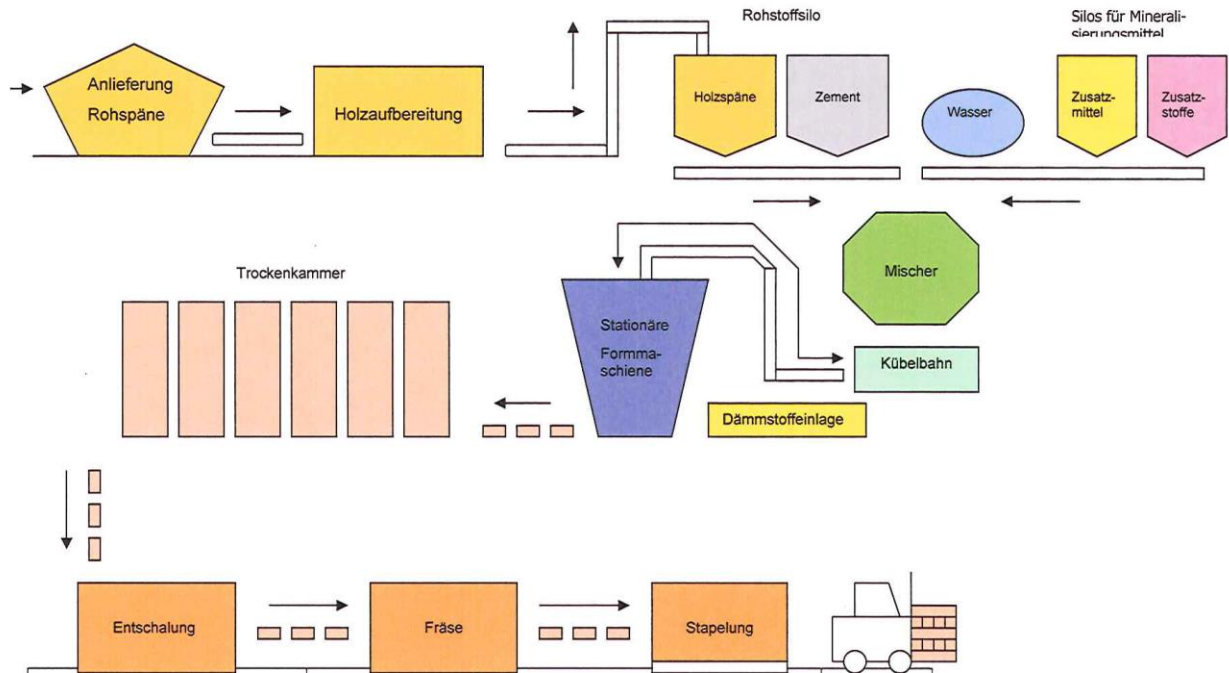 Rohstoffsilo
Silos für Minerali-
sierungsmittel
Anlieferung
Rohspäne
Holzaufbereitung
Holzspäne
Zement
Wasser
Zusatz-
mittel
Zusatz-
stoffe
Mischer
Trockenkammer
Stationäre
Formma-
schiene
Kübelbahn
Dämmstoffeinlage
Entschalung
Fräse
Stapelung